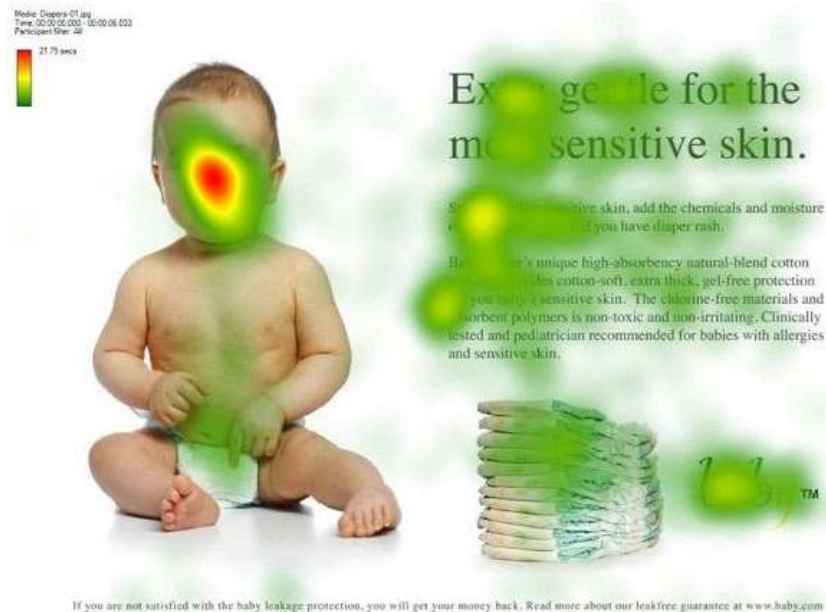 Media: Diapers-01.jpg
Time: 00:00:00.000 - 00:00:06.033
Participant filter: All
21.75 secs
for the
sensitive skin.
skin, add the chemicals and moisture
you have diaper rash.
unique high-absorbency natural-blend cotton
cotton-soft, extra thick, gel-free protection
sensitive skin. The chlorine-free materials and
polymers is non-toxic and non-irritating. Clinically
tested and pediatrician recommended for babies with allergies
and sensitive skin.
TM
If you are not satisfied with the baby leakage protection, you will get your money back. Read more about our leakfree guarantee at www.baby.com